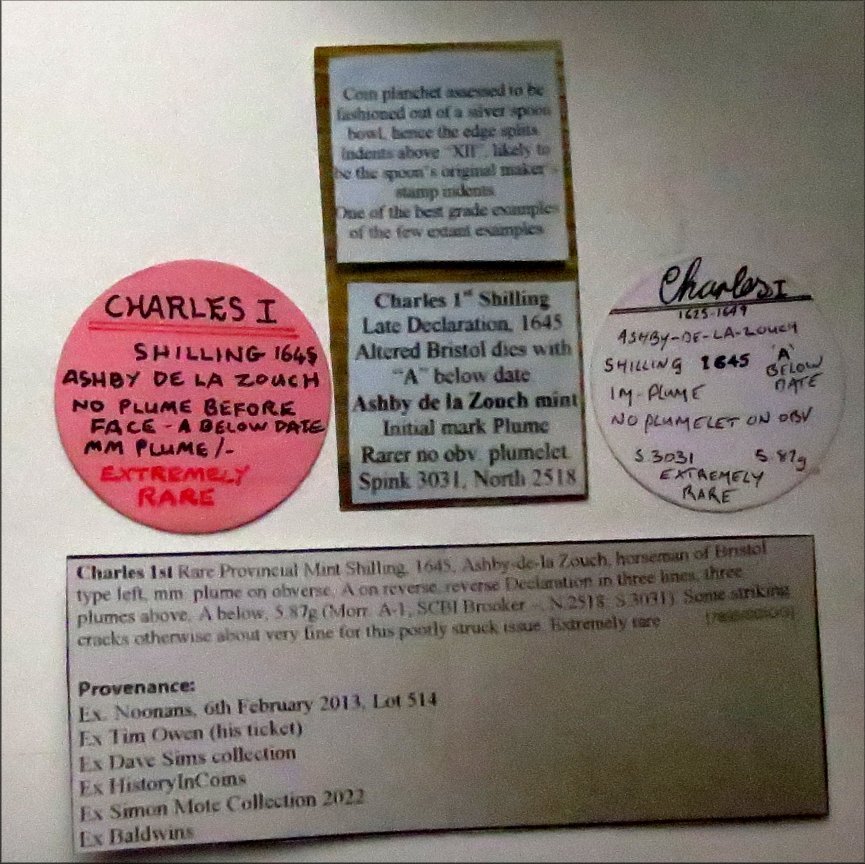 Coin planchet assessed to be
fashioned out of a silver spoon
bowl, hence the edge splits.
Indents above "XII", likely to
be the spoon's original maker's
stamp indents.
One of the best grade examples
of the few extant examples.
Charles 1st Shilling
Late Declaration, 1645
Altered Bristol dies with
"A" below date
Ashby de la Zouch mint
Initial mark Plume
Rarer no obv. plumelet.
Spink 3031, North 2518
CHARLES I
SHILLING 1645
ASHBY DE LA ZOUCH
NO PLUME BEFORE
FACE - A BELOW DATE
MM PLUME/-
EXTREMELY
RARE
Charles I
1625-1649
ASHBY-DE-LA-ZOUCH
SHILLING 1645 'A'
BELOW
DATE
IM-PLUME
NO PLUMELET ON OBV
S3031 5.87g
EXTREMELY
RARE
Charles 1st Rare Provincial Mint Shilling, 1645, Ashby-de-la Zouch, horseman of Bristol
type left, mm. plume on obverse, A on reverse, reverse Declaration in three lines, three
plumes above, A below, 5.87g (Morr. A-1, SCBI Brooker –, N.2518, S.3031). Some striking
cracks otherwise about very fine for this poorly struck issue. Extremely rare
Provenance:
Ex. Noonans, 6th February 2013, Lot 514
Ex Tim Owen (his ticket)
Ex Dave Sims collection
Ex HistoryInCoins
Ex Simon Mote Collection 2022
Ex Baldwins